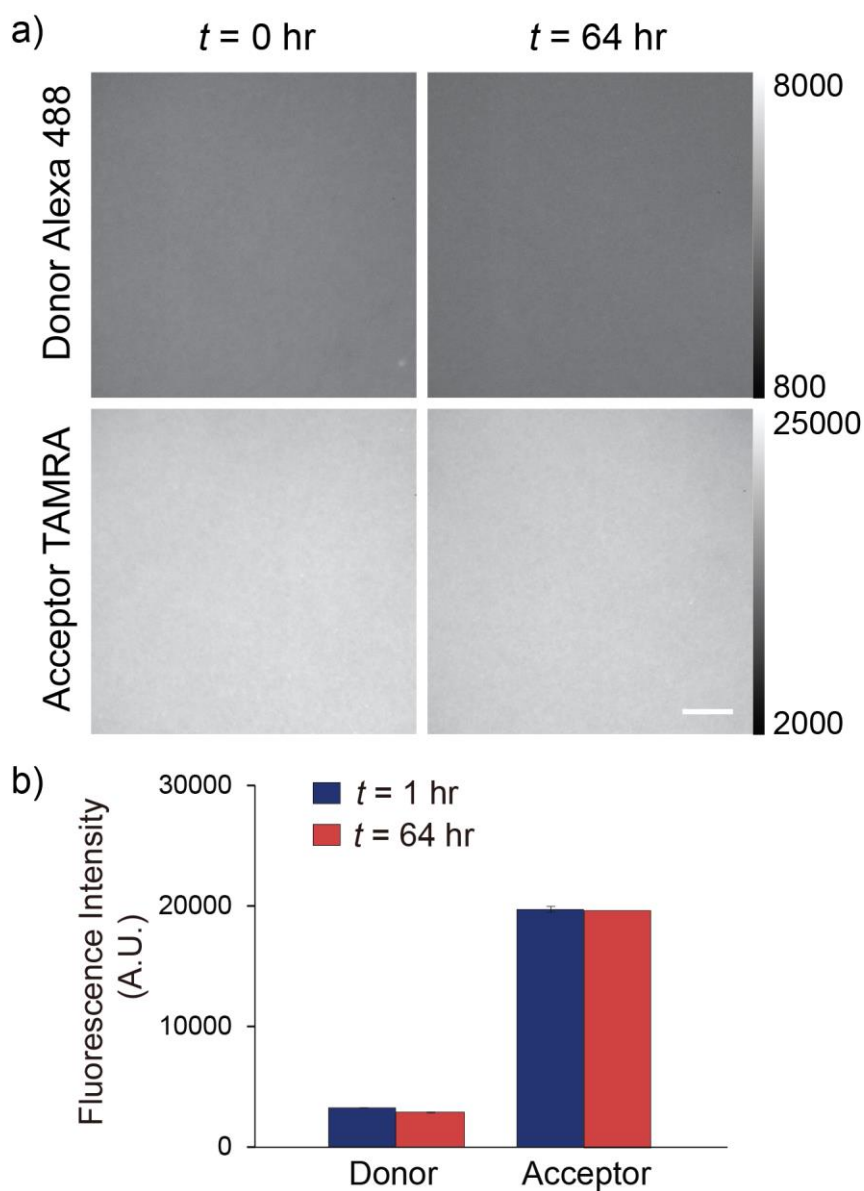 a)
t = 0 hr
t = 64 hr
Donor Alexa 488
8000
800
Acceptor TAMRA
25000
2000
b)
Fluorescence Intensity
(A.U.)
30000
20000
10000
0
t = 1 hr
t = 64 hr
Donor
Acceptor